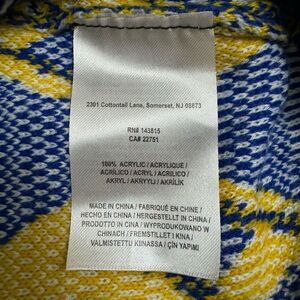 2301 Cottontail Lane, Somerset, NJ 08873
RN# 143815
CA# 22751
100% ACRYLIC / ACRYLIQUE /
ACRÍLICO / ACRYL / ACRILICO /
AKRYL / AKRYYLI / AKRİLİK
MADE IN CHINA / FABRIQUÉ EN CHINE /
HECHO EN CHINA / HERGESTELLT IN CHINA /
PRODOTTO IN CINA / WYPRODUKOWANO W
CHINACH / FREMSTILLET I KINA /
VALMISTETTU KIINASSA / ÇİN YAPIMI